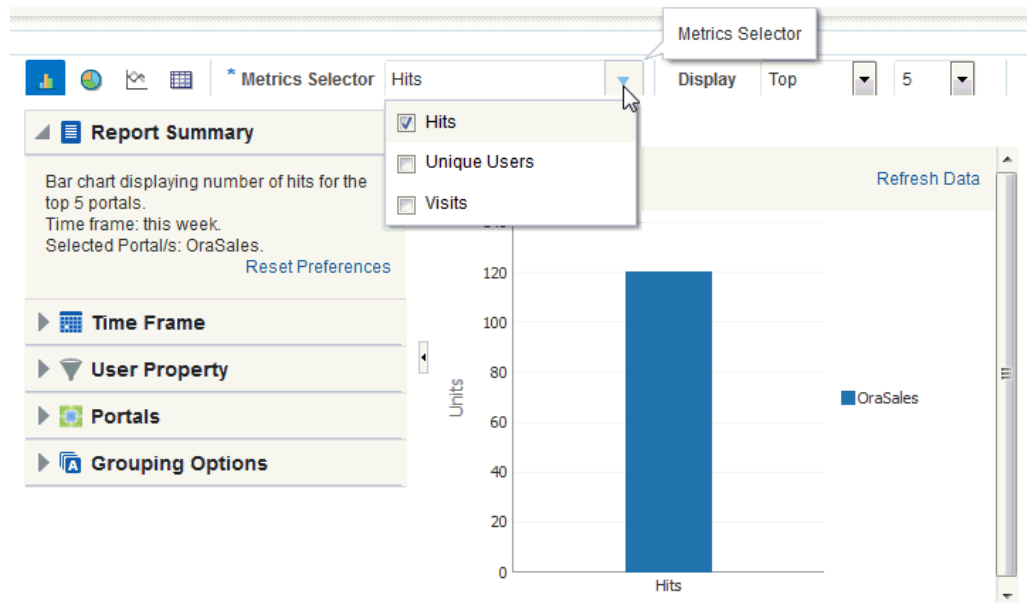 Metrics Selector
* Metrics Selector Hits Display Top 5
Hits
Unique Users
Visits
Report Summary
Bar chart displaying number of hits for the
top 5 portals.
Time frame: this week.
Selected Portal/s: OraSales.
Reset Preferences
Time Frame
User Property
Portals
Grouping Options
Refresh Data
120
100
80
60
40
20
0
Units
Hits
OraSales